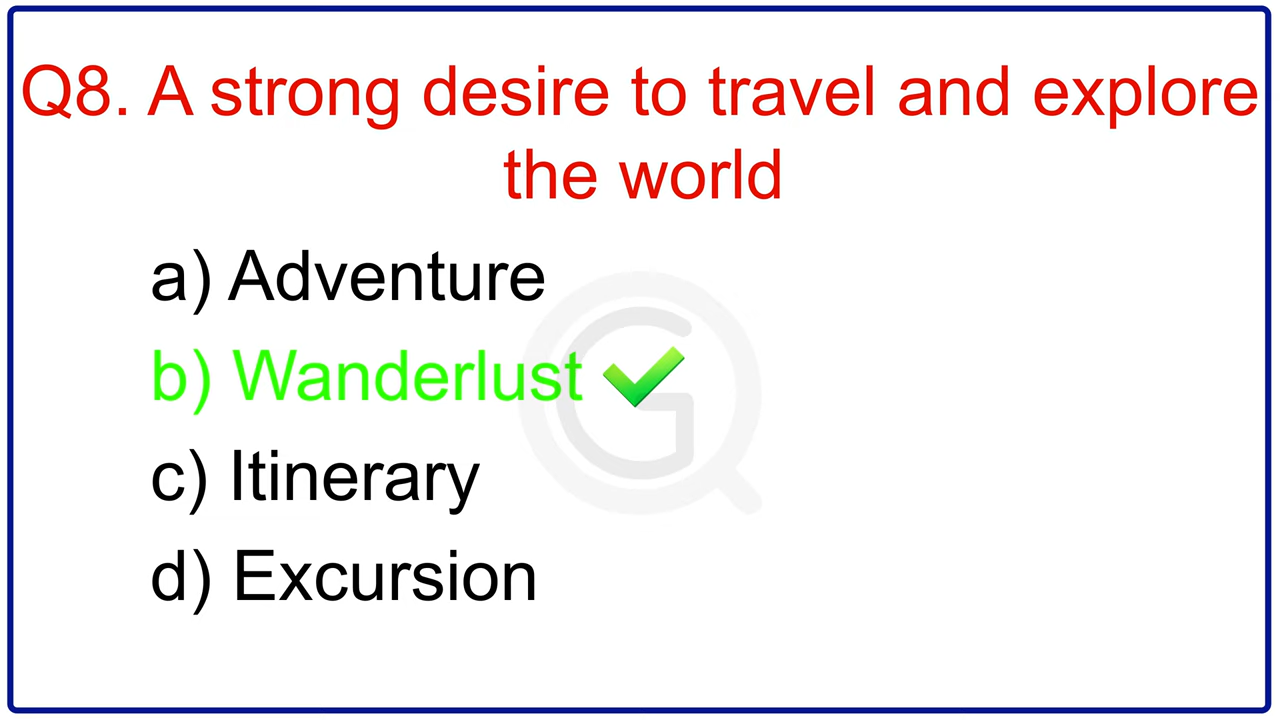 Q8. A strong desire to travel and explore
the world
a) Adventure
b) Wanderlust
c) Itinerary
d) Excursion